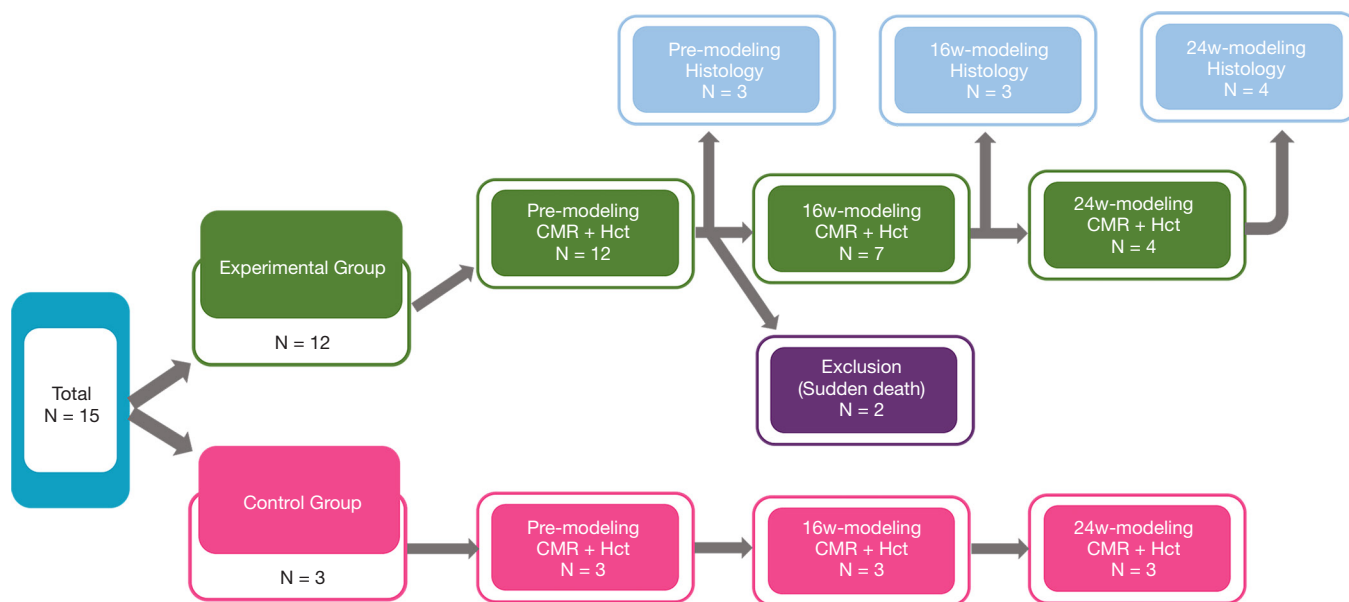 Pre-modeling
Histology
N = 3
16w-modeling
Histology
N = 3
24w-modeling
Histology
N = 4
Experimental Group
N = 12
Pre-modeling
CMR + Hct
N = 12
16w-modeling
CMR + Hct
N = 7
24w-modeling
CMR + Hct
N = 4
Total
N = 15
Exclusion
(Sudden death)
N = 2
Control Group
N = 3
Pre-modeling
CMR + Hct
N = 3
16w-modeling
CMR + Hct
N = 3
24w-modeling
CMR + Hct
N = 3